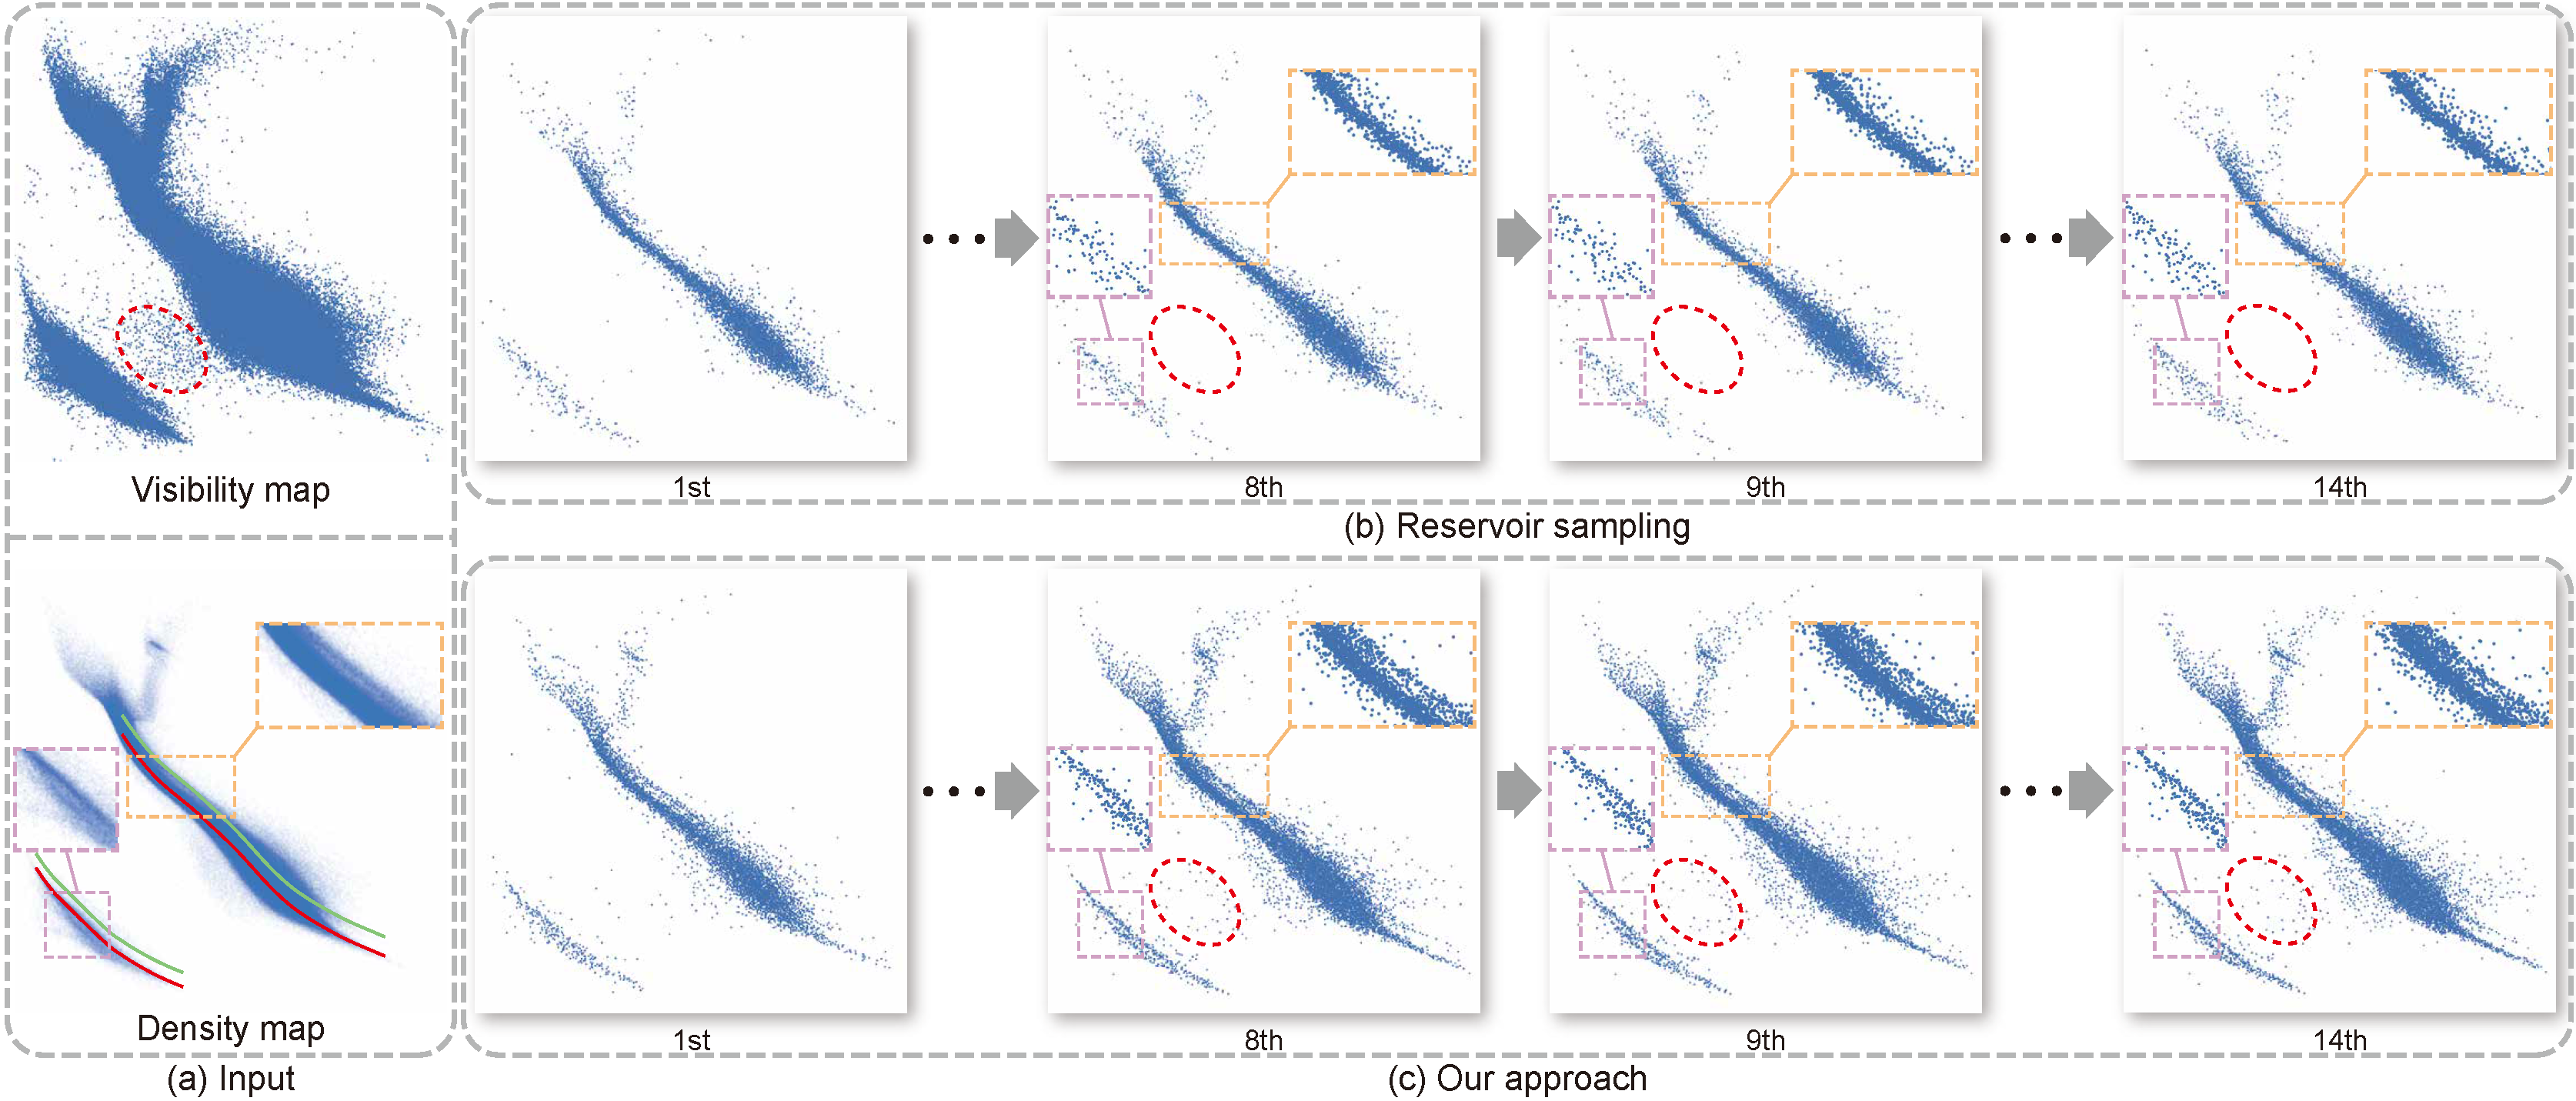 Visibility map
Density map
(a) Input
1st
8th
9th
14th
(b) Reservoir sampling
1st
8th
9th
14th
(c) Our approach